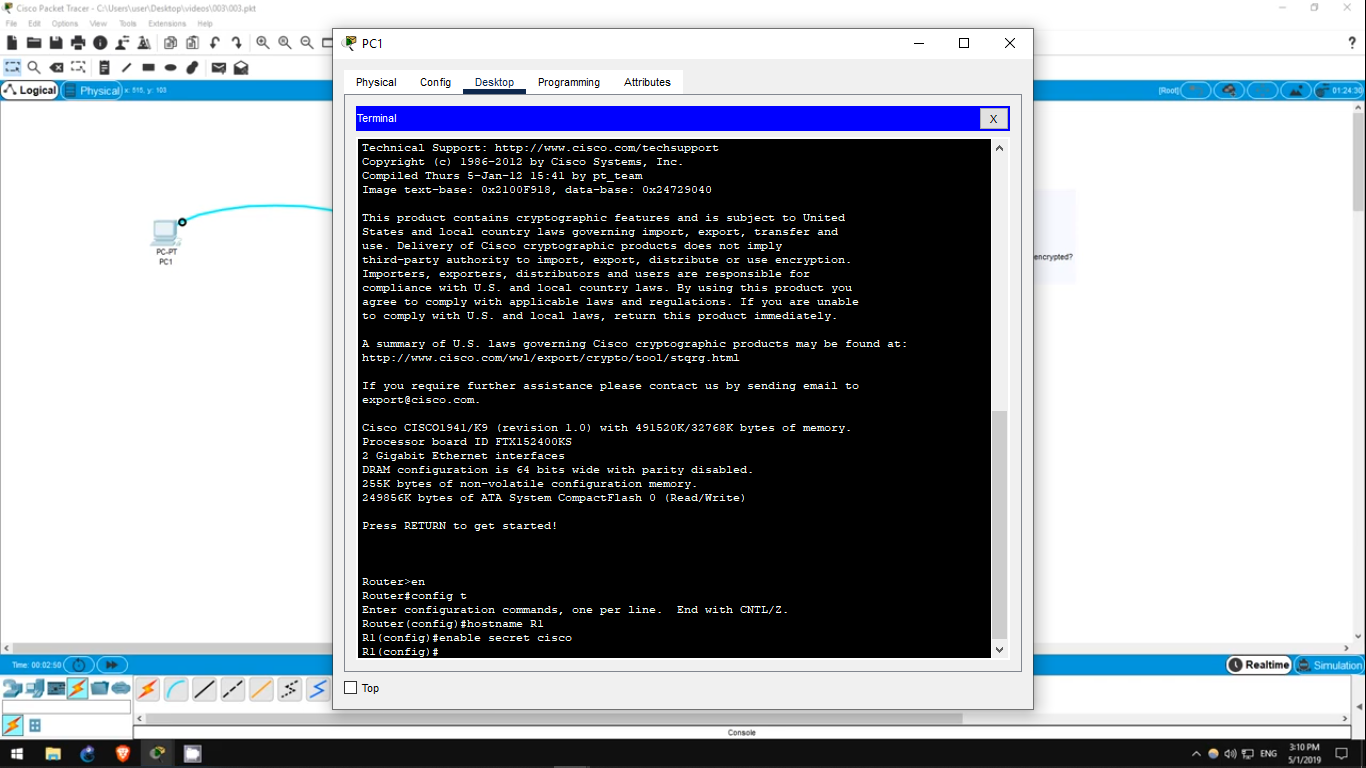 Cisco Packet Tracer - C:\Users\user\Desktop\videos\003\003.pkt
File Edit Options View Tools Extensions Help
Logical
Physical x: 515, y: 103
[Root]
01:24:30
PC1
Physical Config Desktop Programming Attributes
Terminal
X
Technical Support: http://www.cisco.com/techsupport
Copyright (c) 1986-2012 by Cisco Systems, Inc.
Compiled Thurs 5-Jan-12 15:41 by pt_team
Image text-base: 0x2100F918, data-base: 0x24729040
This product contains cryptographic features and is subject to United
States and local country laws governing import, export, transfer and
use. Delivery of Cisco cryptographic products does not imply
third-party authority to import, export, distribute or use encryption.
Importers, exporters, distributors and users are responsible for
compliance with U.S. and local country laws. By using this product you
agree to comply with applicable laws and regulations. If you are unable
to comply with U.S. and local laws, return this product immediately.
A summary of U.S. laws governing Cisco cryptographic products may be found at:
http://www.cisco.com/wwl/export/crypto/tool/stqrg.html
If you require further assistance please contact us by sending email to
export@cisco.com.
Cisco CISCO1941/K9 (revision 1.0) with 491520K/32768K bytes of memory.
Processor board ID FTX152400KS
2 Gigabit Ethernet interfaces
DRAM configuration is 64 bits wide with parity disabled.
255K bytes of non-volatile configuration memory.
249856K bytes of ATA System CompactFlash 0 (Read/Write)
Press RETURN to get started!
Router>en
Router#config t
Enter configuration commands, one per line.  End with CNTL/Z.
Router(config)#hostname R1
R1(config)#enable secret cisco
R1(config)#
Top
PC-PT
PC1
encrypted?
Time: 00:02:50
Realtime
Simulation
Console
ENG
3:10 PM
5/1/2019